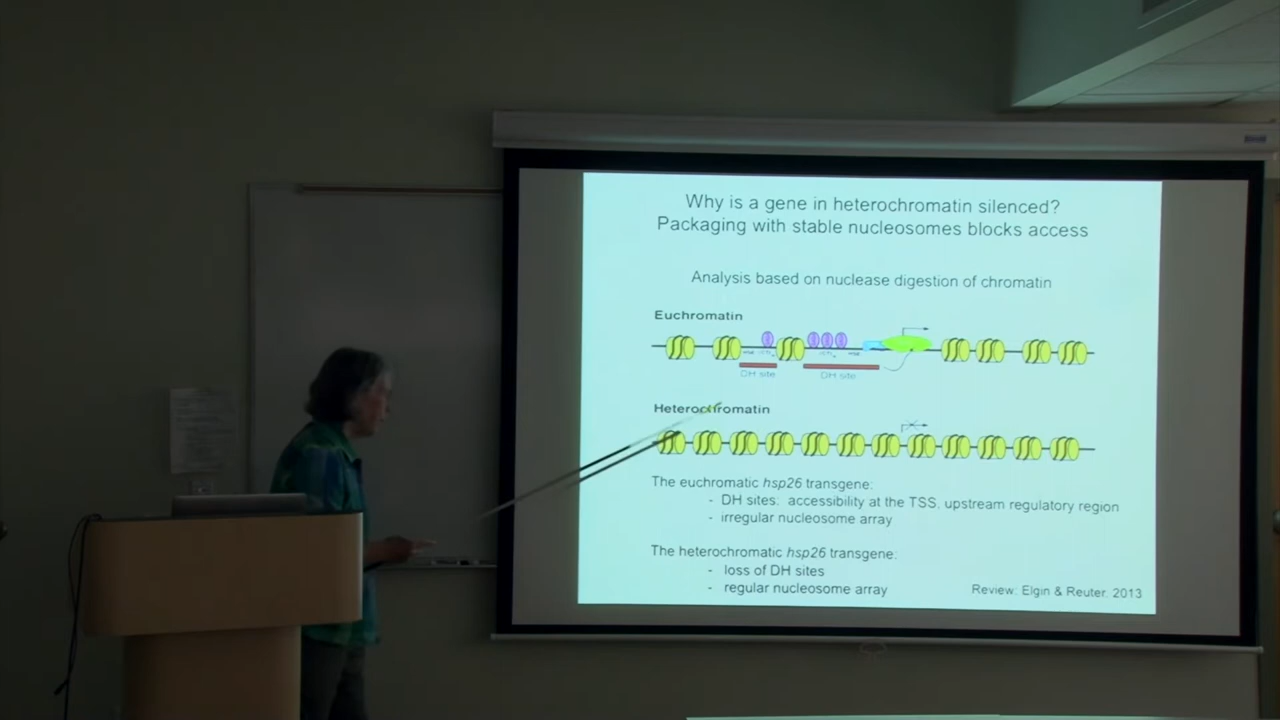 Why is a gene in heterochromatin silenced?
Packaging with stable nucleosomes blocks access
Analysis based on nuclease digestion of chromatin
Euchromatin
DH site
DH site
Heterochromatin
The euchromatic hsp26 transgene:
- DH sites: accessibility at the TSS, upstream regulatory region
- irregular nucleosome array
The heterochromatic hsp26 transgene:
- loss of DH sites
- regular nucleosome array
Review: Elgin & Reuter. 2013